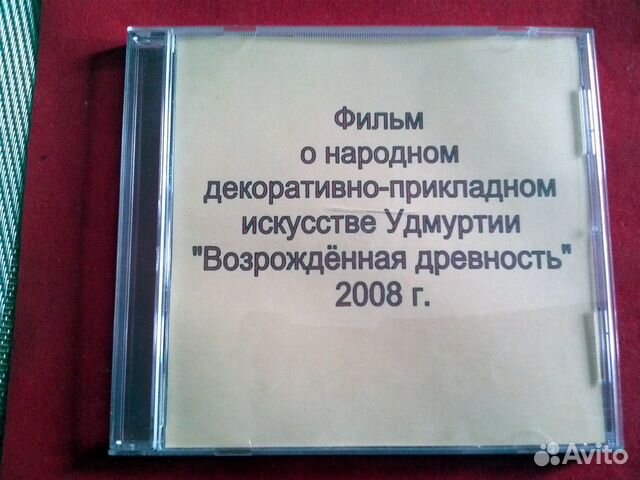 Фильм
о народном
декоративно-прикладном
искусстве Удмуртии
"Возрождённая древность"
2008 г.
Avito